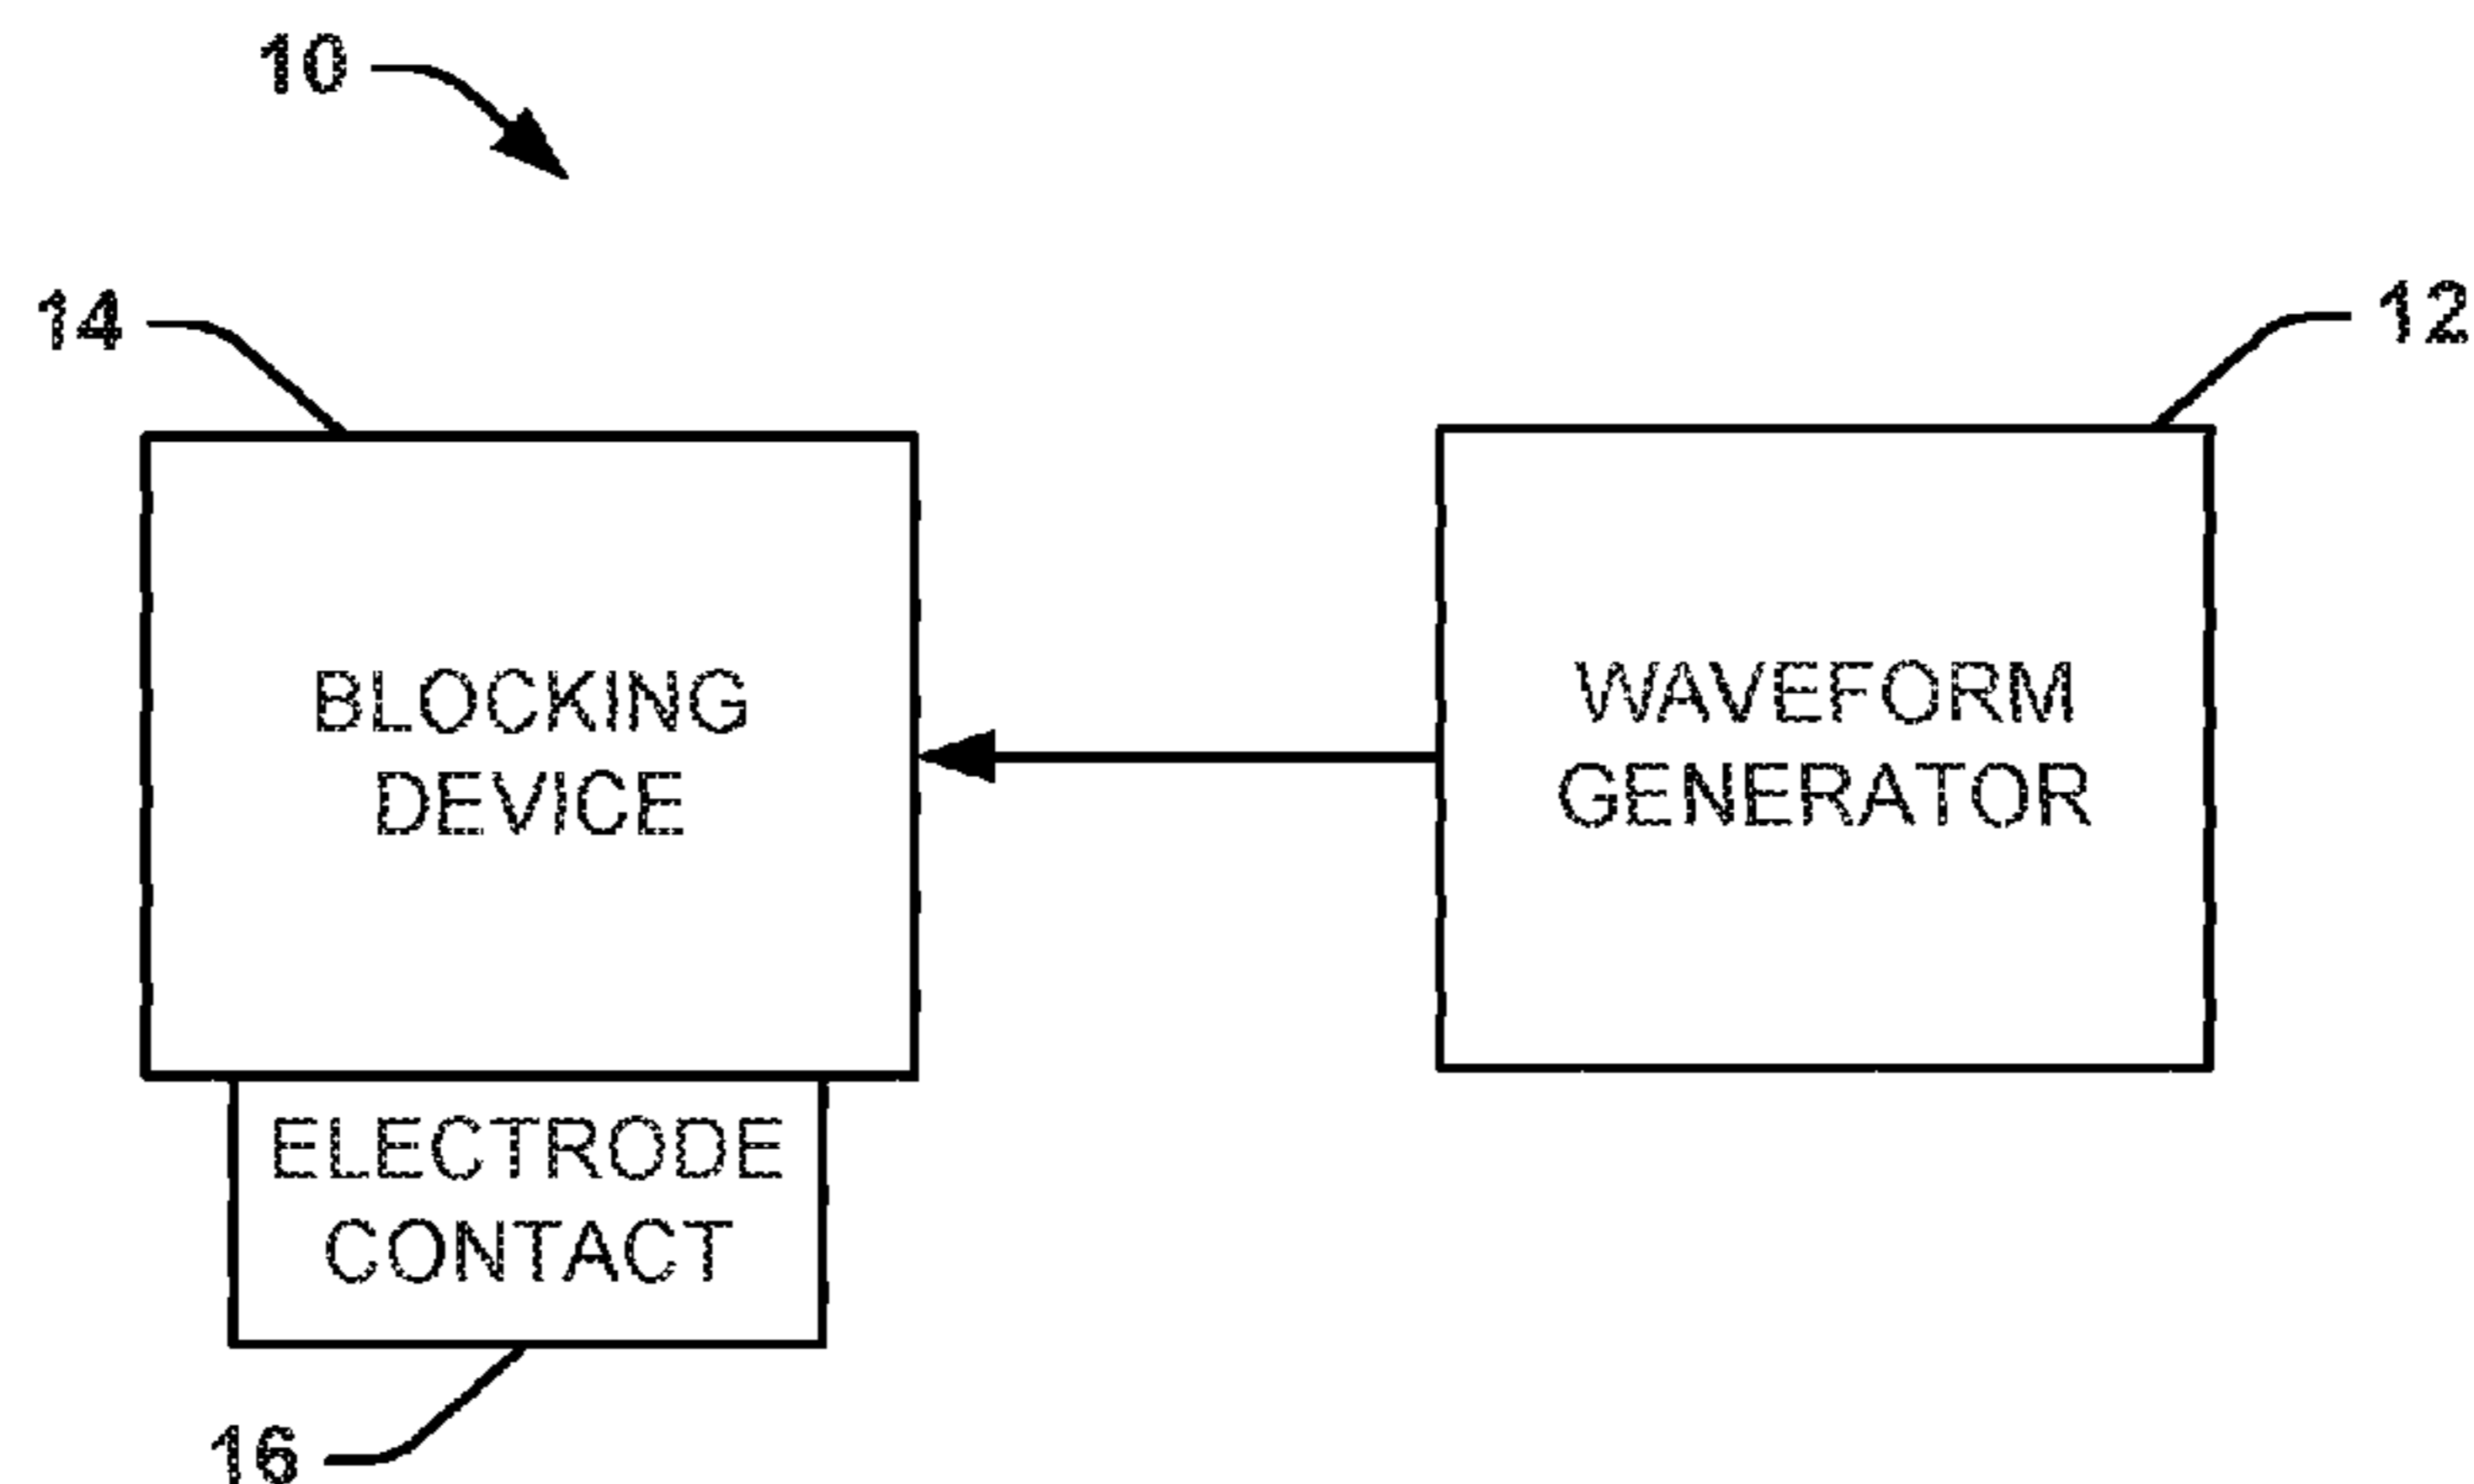 10
14
12
BLOCKING
DEVICE
WAVEFORM
GENERATOR
ELECTRODE
CONTACT
16